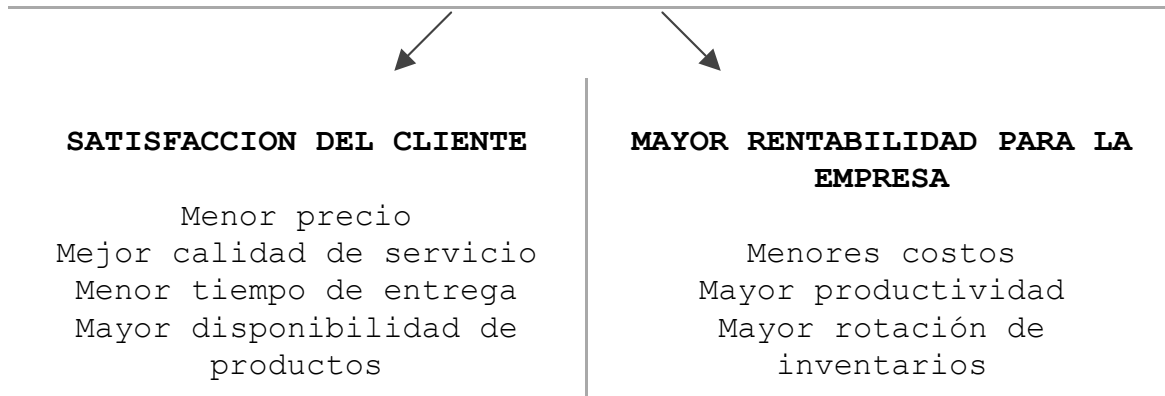 SATISFACCION DEL CLIENTE
Menor precio
Mejor calidad de servicio
Menor tiempo de entrega
Mayor disponibilidad de
productos
MAYOR RENTABILIDAD PARA LA
EMPRESA
Menores costos
Mayor productividad
Mayor rotación de
inventarios